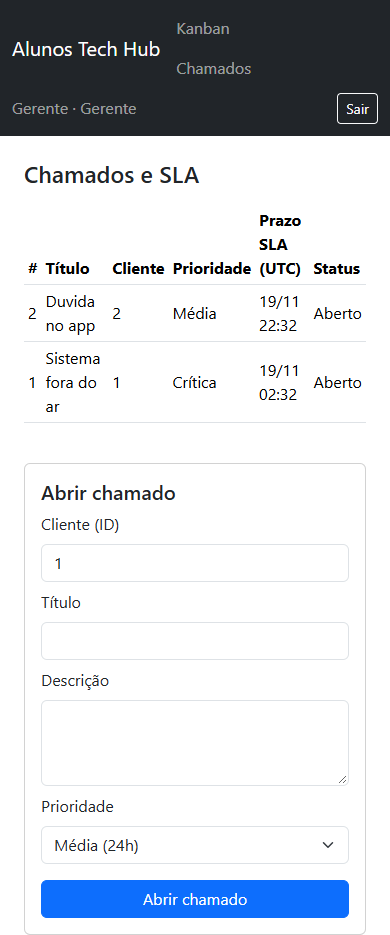 Alunos Tech Hub
Kanban
Chamados
Gerente · Gerente
Sair
Chamados e SLA
# Título Cliente Prioridade Prazo SLA (UTC) Status
2 Duvida no app 2 Média 19/11 22:32 Aberto
1 Sistema fora do ar 1 Crítica 19/11 02:32 Aberto
Abrir chamado
Cliente (ID)
1
Título
Descrição
Prioridade
Média (24h)
Abrir chamado